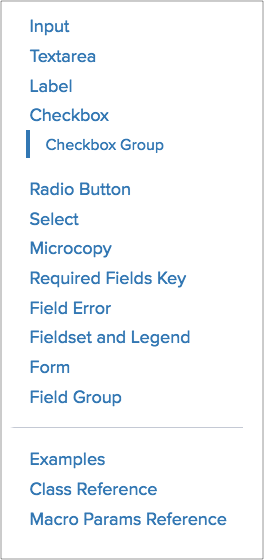 Input
Textarea
Label
Checkbox
Checkbox Group
Radio Button
Select
Microcopy
Required Fields Key
Field Error
Fieldset and Legend
Form
Field Group
Examples
Class Reference
Macro Params Reference